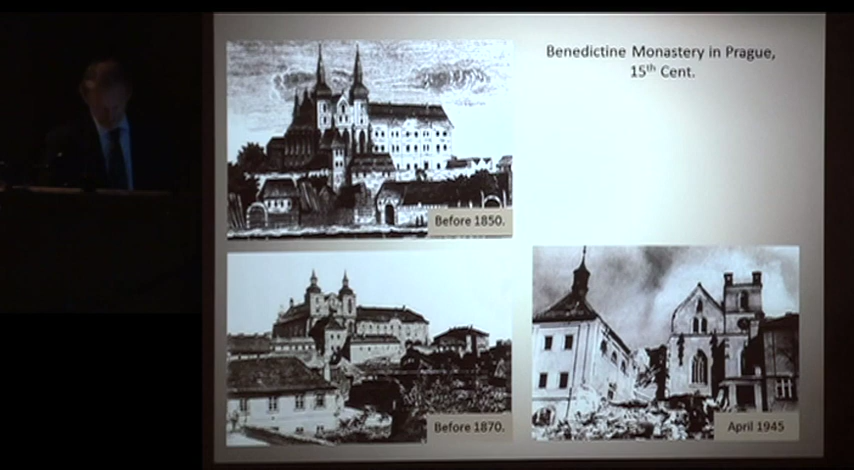 Benedictine Monastery in Prague,
15th Cent.
Before 1850.
Before 1870.
April 1945